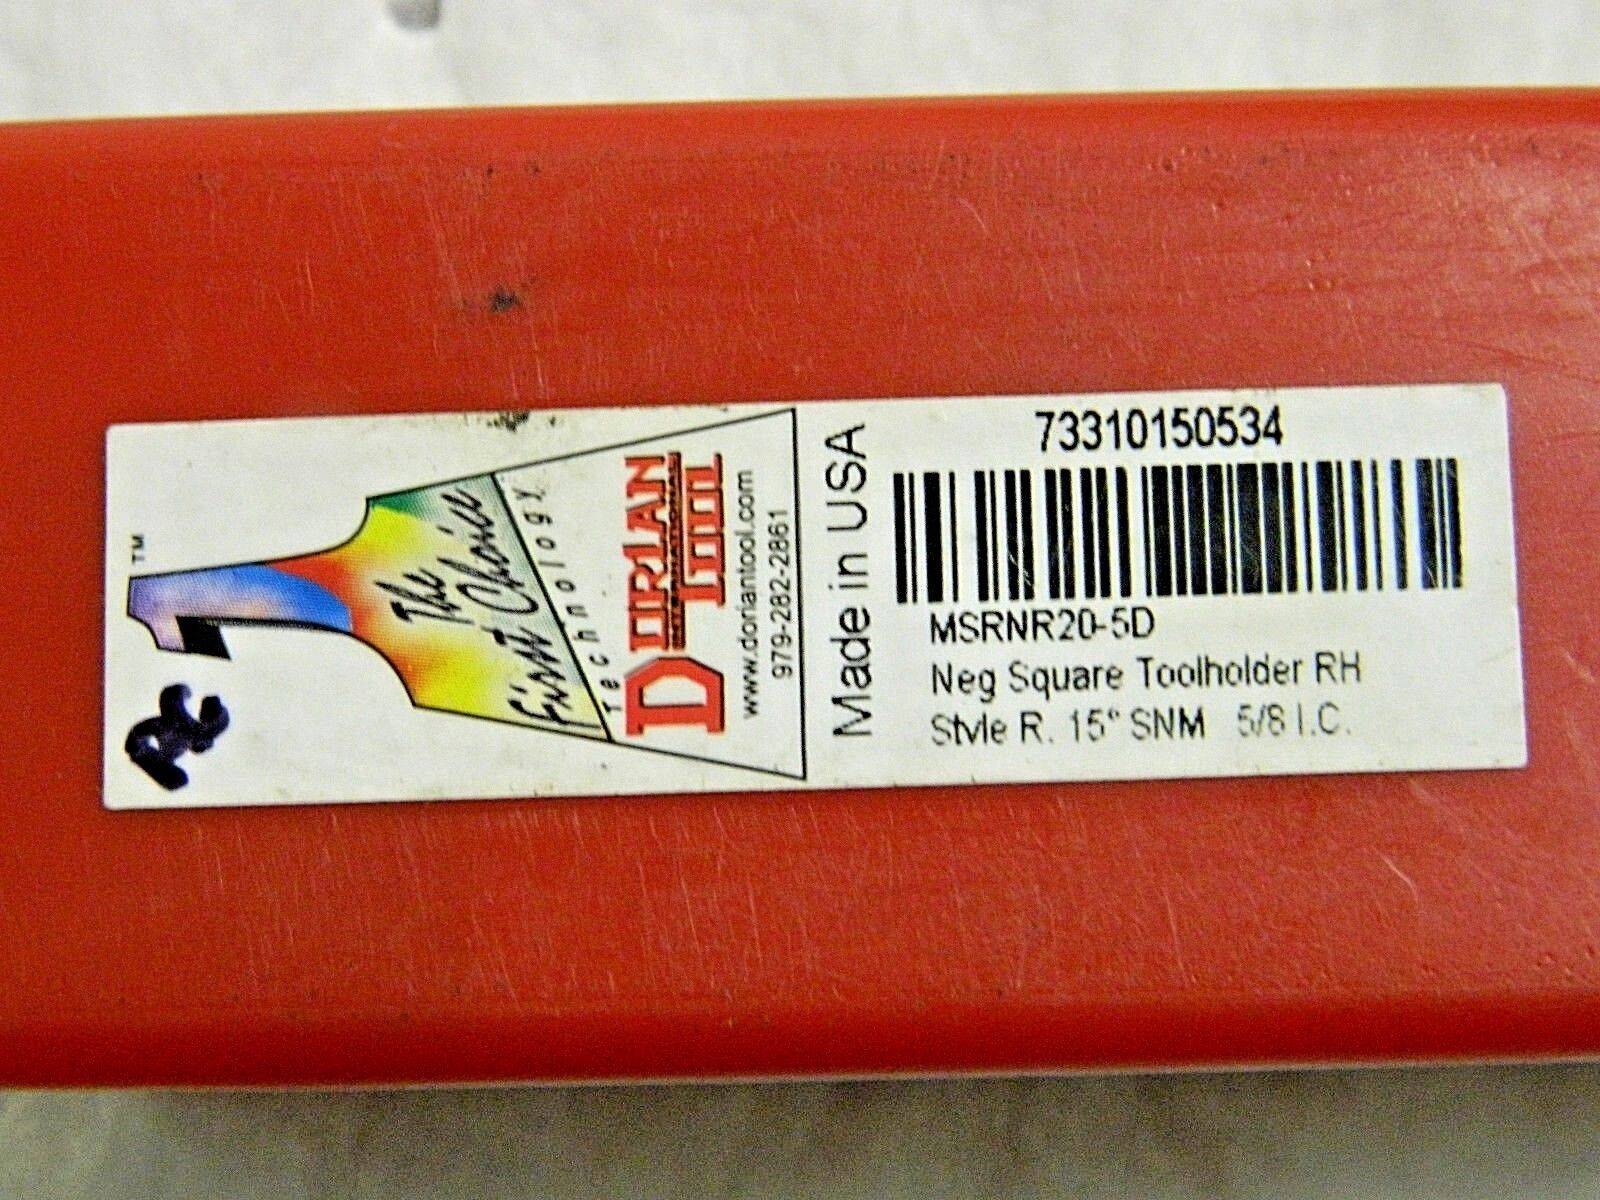 73310150534
MSRNR20-5D
Neg Square Toolholder RH
Style R. 15° SNM 5/8 I.C.
Made in USA
TM
1
The
First Choice
Technology
DORIAN
INTERNATIONAL
TOOL
www.doriantool.com
979-282-2861